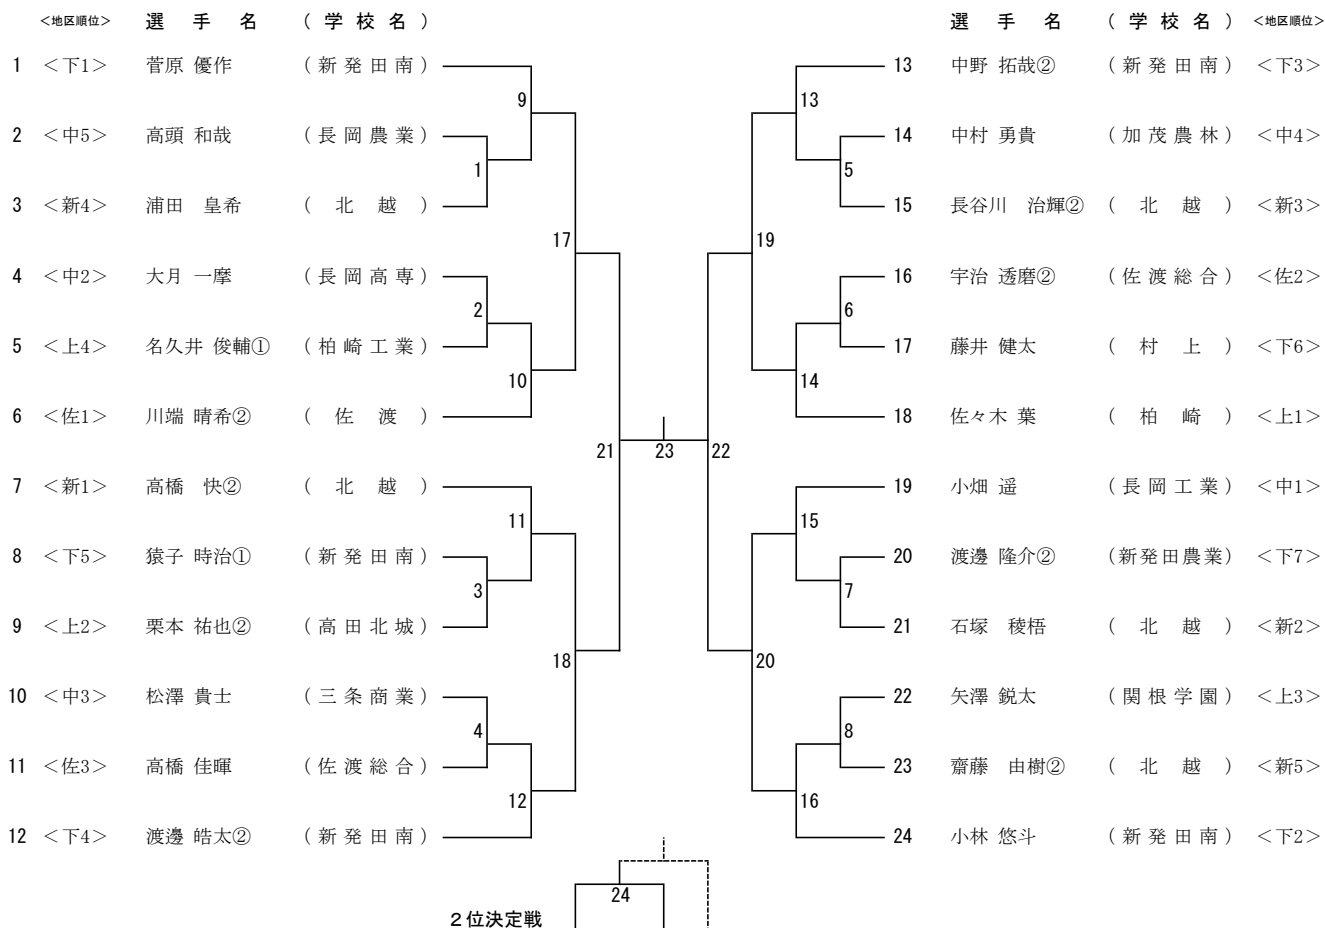 ＜地区順位＞ 選手名 (学校名) 選手名 (学校名) ＜地区順位＞
1 ＜下1＞ 菅原 優作 (新発田南) 13 中野 拓哉② (新発田南) ＜下3＞
9 13
2 ＜中5＞ 高頭 和哉 (長岡農業) 14 中村 勇貴 (加茂農林) ＜中4＞
1 5
3 ＜新4＞ 浦田 皇希 (北越) 15 長谷川 治輝② (北越) ＜新3＞
17 19
4 ＜中2＞ 大月 一摩 (長岡高専) 16 宇治 透磨② (佐渡総合) ＜佐2＞
2 6
5 ＜上4＞ 名久井 俊輔① (柏崎工業) 17 藤井 健太 (村上) ＜下6＞
10 14
6 ＜佐1＞ 川端 晴希② (佐渡) 18 佐々木 葉 (柏崎) ＜上1＞
21 23 22
7 ＜新1＞ 高橋 快② (北越) 19 小畑 遥 (長岡工業) ＜中1＞
11 15
8 ＜下5＞ 猿子 時治① (新発田南) 20 渡邊 隆介② (新発田農業) ＜下7＞
3 7
9 ＜上2＞ 栗本 祐也② (高田北城) 21 石塚 稜梧 (北越) ＜新2＞
18 20
10 ＜中3＞ 松澤 貴士 (三条商業) 22 矢澤 鋭太 (関根学園) ＜上3＞
4 8
11 ＜佐3＞ 高橋 佳暉 (佐渡総合) 23 齋藤 由樹② (北越) ＜新5＞
12 16
12 ＜下4＞ 渡邊 皓太② (新発田南) 24 小林 悠斗 (新発田南) ＜下2＞
24
2位決定戦